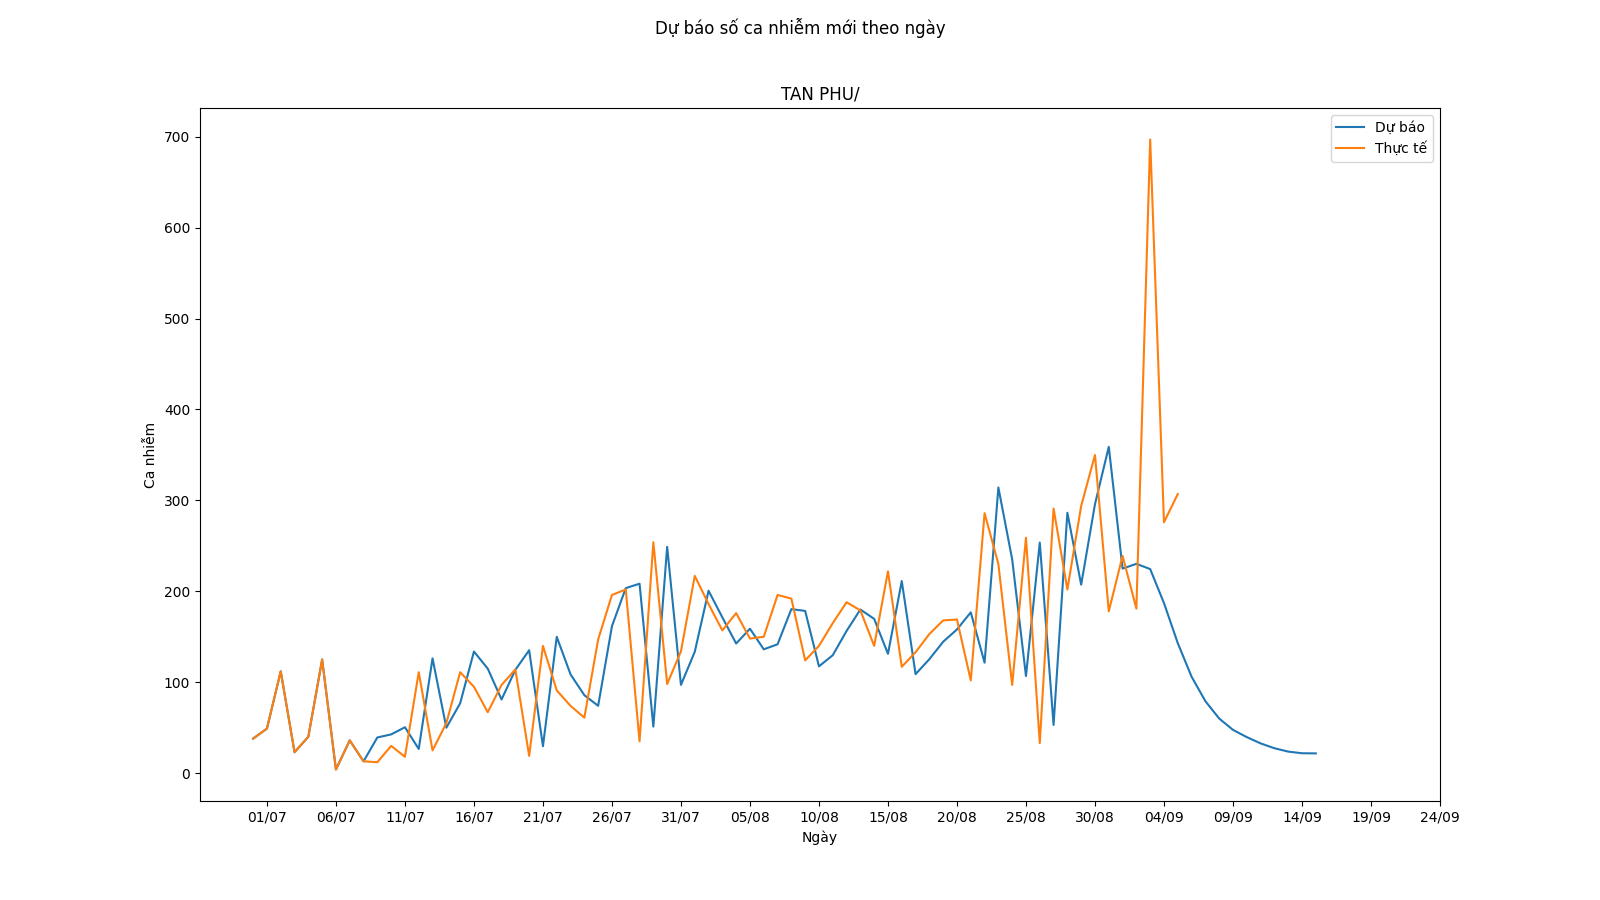 Dự báo số ca nhiễm mới theo ngày
TAN PHU/
Dự báo
Thực tế
700
600
500
400
300
200
100
0
Ca nhiễm
01/07 06/07 11/07 16/07 21/07 26/07 31/07 05/08 10/08 15/08 20/08 25/08 30/08 04/09 09/09 14/09 19/09 24/09
Ngày